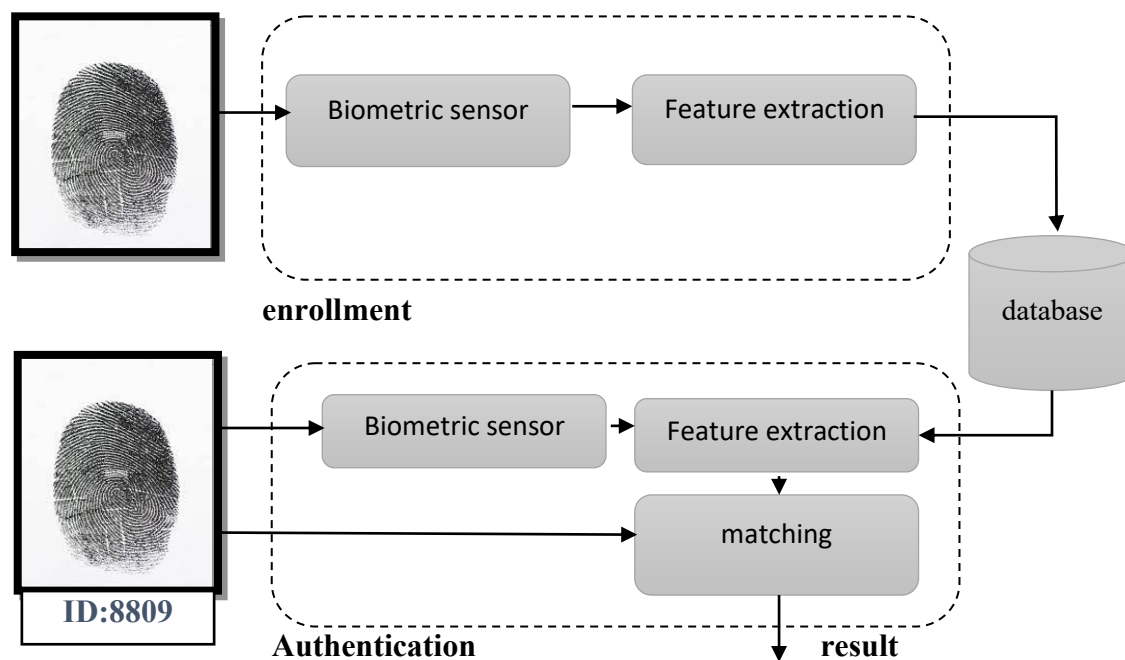 Biometric sensor
Feature extraction
enrollment
database
Biometric sensor
Feature extraction
matching
ID:8809
Authentication
result